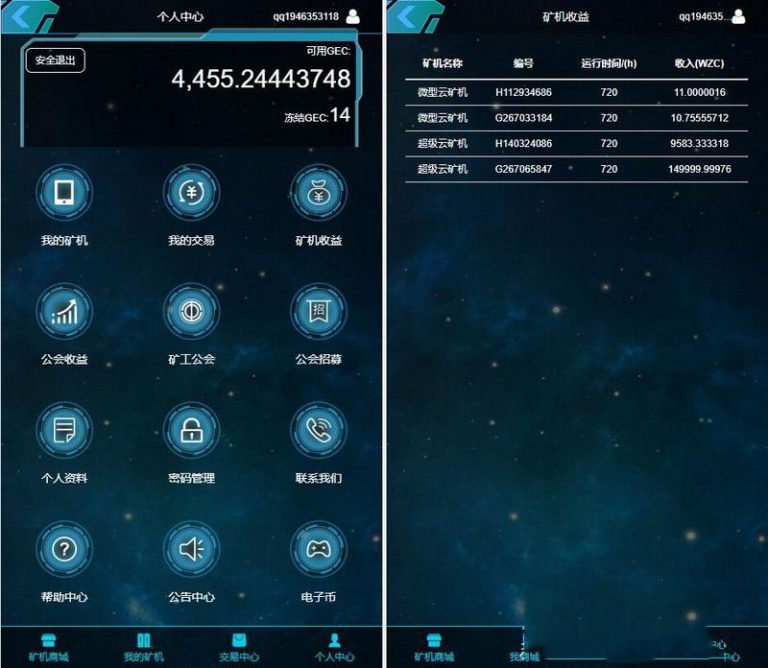 个人中心
qq1946353118
安全退出
可用GEC:
4,455.24443748
冻结GEC:14
我的矿机
我的交易
矿机收益
公会收益
矿工公会
招
公会招募
个人资料
密码管理
联系我们
?
帮助中心
公告中心
电子币
矿机商城
我的矿机
交易中心
个人中心
矿机收益
qq194635...
矿机名称 编号 运行时间/(h) 收入(WZC)
微型云矿机 H112934686 720 11.0000016
微型云矿机 G267033184 720 10.75555712
超级云矿机 H140324086 720 9583.333318
超级云矿机 G267065847 720 149999.99976
矿机商城